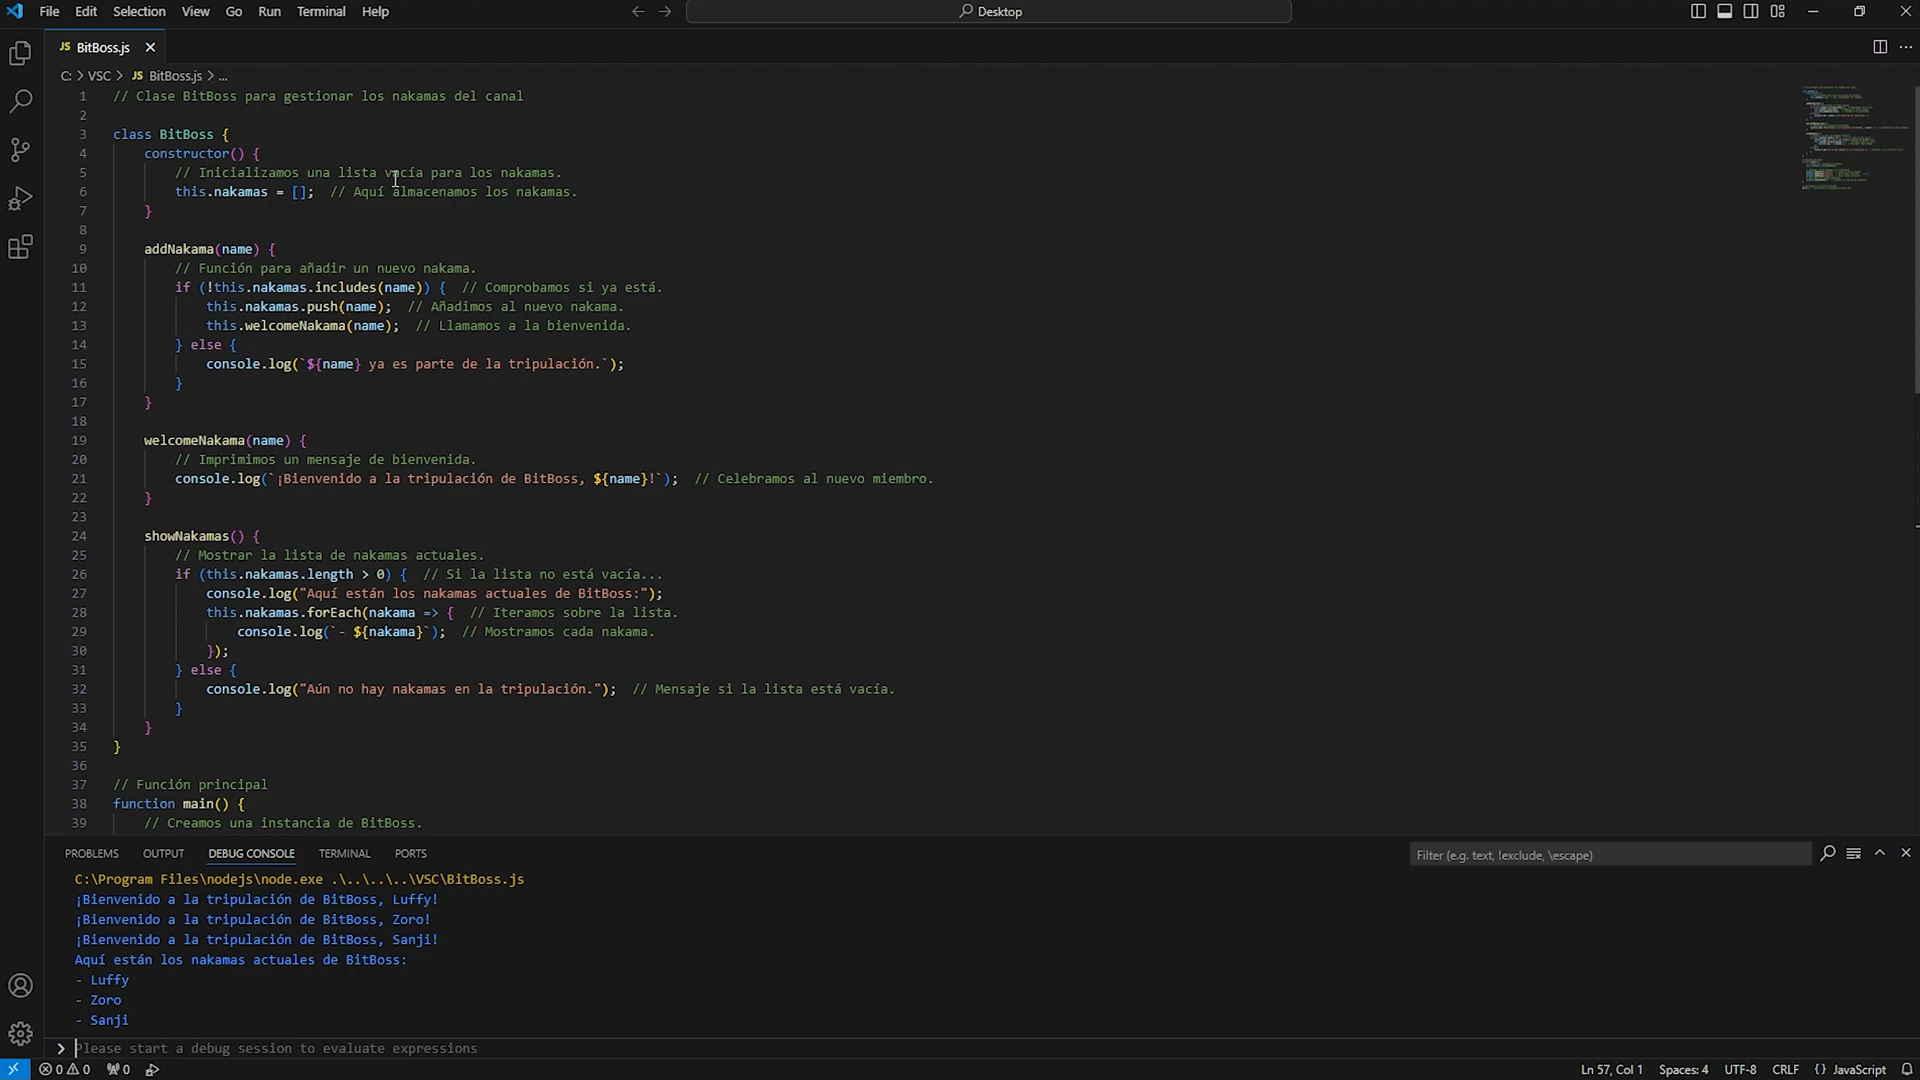 File Edit Selection View Go Run Terminal Help
Desktop
JS BitBoss.js
C: > VSC > JS BitBoss.js > ...
1 // Clase BitBoss para gestionar los nakamas del canal
2
3 class BitBoss {
4 constructor() {
5 // Inicializamos una lista vacía para los nakamas.
6 this.nakamas = []; // Aquí almacenamos los nakamas.
7 }
8
9 addNakama(name) {
10 // Función para añadir un nuevo nakama.
11 if (!this.nakamas.includes(name)) { // Comprobamos si ya está.
12 this.nakamas.push(name); // Añadimos al nuevo nakama.
13 this.welcomeNakama(name); // Llamamos a la bienvenida.
14 } else {
15 console.log(`${name} ya es parte de la tripulación.`);
16 }
17 }
18
19 welcomeNakama(name) {
20 // Imprimimos un mensaje de bienvenida.
21 console.log(`¡Bienvenido a la tripulación de BitBoss, ${name}!`); // Celebramos al nuevo miembro.
22 }
23
24 showNakamas() {
25 // Mostrar la lista de nakamas actuales.
26 if (this.nakamas.length > 0) { // Si la lista no está vacía...
27 console.log("Aquí están los nakamas actuales de BitBoss:");
28 this.nakamas.forEach(nakama => { // Iteramos sobre la lista.
29 console.log(`- ${nakama}`); // Mostramos cada nakama.
30 });
31 } else {
32 console.log("Aún no hay nakamas en la tripulación."); // Mensaje si la lista está vacía.
33 }
34 }
35 }
36
37 // Función principal
38 function main() {
39 // Creamos una instancia de BitBoss.
PROBLEMS OUTPUT DEBUG CONSOLE TERMINAL PORTS
Filter (e.g. text, !exclude, \escape)
C:\Program Files\nodejs\node.exe .\..\..\..\VSC\BitBoss.js
¡Bienvenido a la tripulación de BitBoss, Luffy!
¡Bienvenido a la tripulación de BitBoss, Zoro!
¡Bienvenido a la tripulación de BitBoss, Sanji!
Aquí están los nakamas actuales de BitBoss:
- Luffy
- Zoro
- Sanji
> Please start a debug session to evaluate expressions
0 0 0 Ln 57, Col 1 Spaces: 4 UTF-8 CRLF {} JavaScript